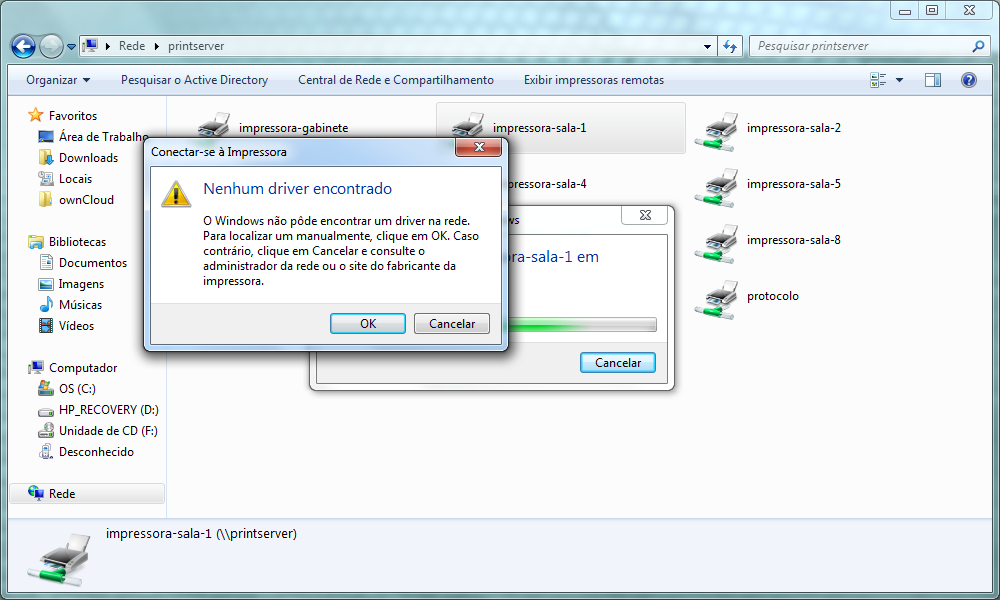 Rede
printserver
Pesquisar printserver
Organizar
Pesquisar o Active Directory
Central de Rede e Compartilhamento
Exibir impressoras remotas
Favoritos
Área de Trabalho
Downloads
Locais
ownCloud
Bibliotecas
Documentos
Imagens
Músicas
Vídeos
Computador
OS (C:)
HP_RECOVERY (D:)
Unidade de CD (F:)
Desconhecido
Rede
impressora-gabinete
impressora-sala-1
impressora-sala-2
-sala-4
impressora-sala-5
impressora-sala-8
protocolo
Conectar-se à Impressora
Nenhum driver encontrado
O Windows não pôde encontrar um driver na rede.
Para localizar um manualmente, clique em OK. Caso
contrário, clique em Cancelar e consulte o
administrador da rede ou o site do fabricante da
impressora.
OK
Cancelar
-sala-1 em
Cancelar
impressora-sala-1 (\\printserver)